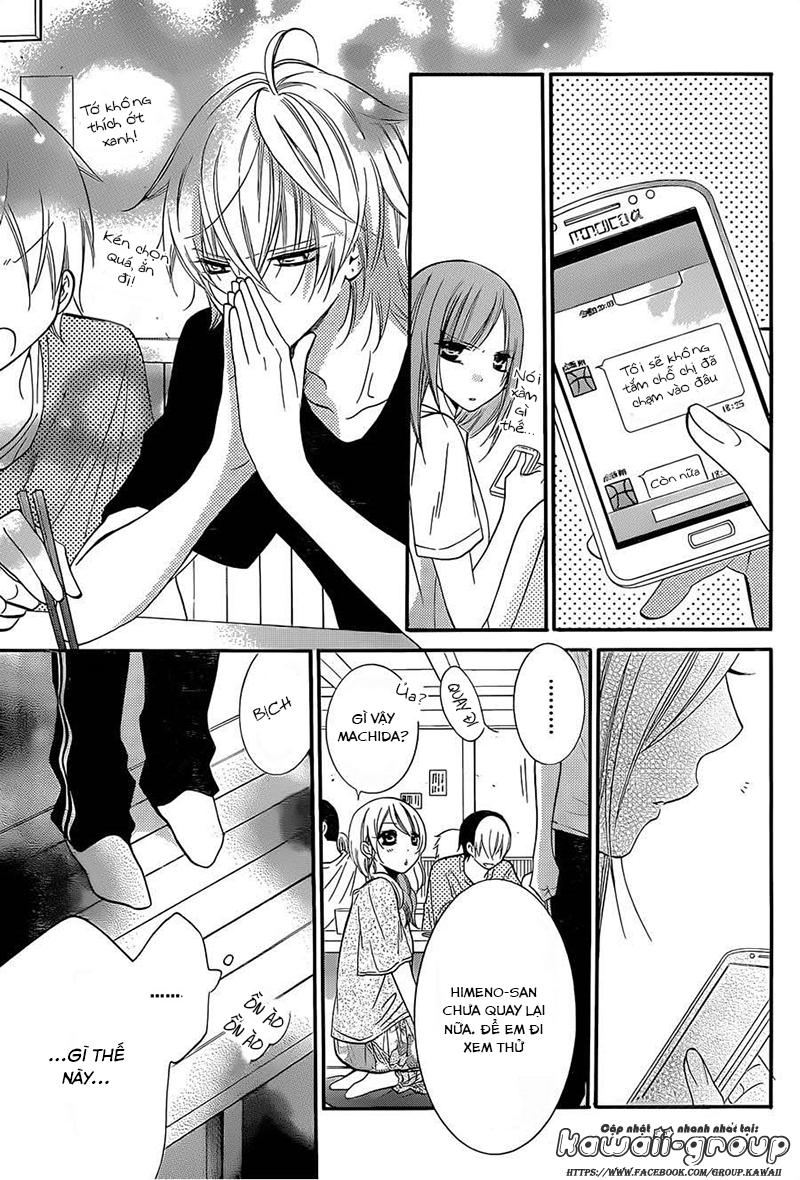 Tớ không
thích ớt
xanh!
Kén chọn
quá, ăn
đi!
Nói
xàm
gì
thế...
Tôi sẽ không
tắm chỗ chị đã
chạm vào đâu
18:25
Còn nữa
BỊCH
GÌ VẬY
MACHIDA?
Ủa?
QUAY ĐI
.........
HIMENO-SAN
CHƯA QUAY LẠI
NỮA. ĐỂ EM ĐI
XEM THỬ
.......
...GÌ THẾ
NÀY...
ỒN ÀO
ỒN ÀO
Cập nhật nhanh nhất tại:
kawaii-group
HTTPS://WWW.FACEBOOK.COM/GROUP.KAWAII